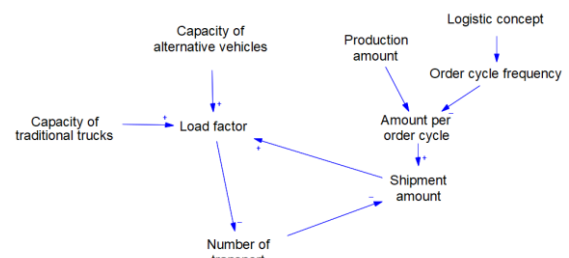 Logistic concept
Capacity of
alternative vehicles
Production
amount
Order cycle frequency
+
+
-
Capacity of
traditional trucks
+
Load factor
Amount per
order cycle
+
+
Shipment
amount
-
-
Number of
transport